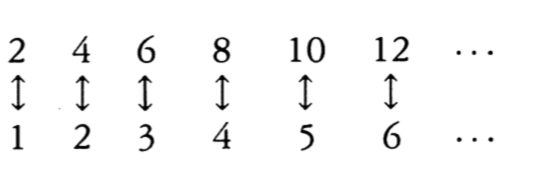 2 4 6 8 10 12 ...
↕ ↕ ↕ ↕ ↕ ↕
1 2 3 4 5 6 ...